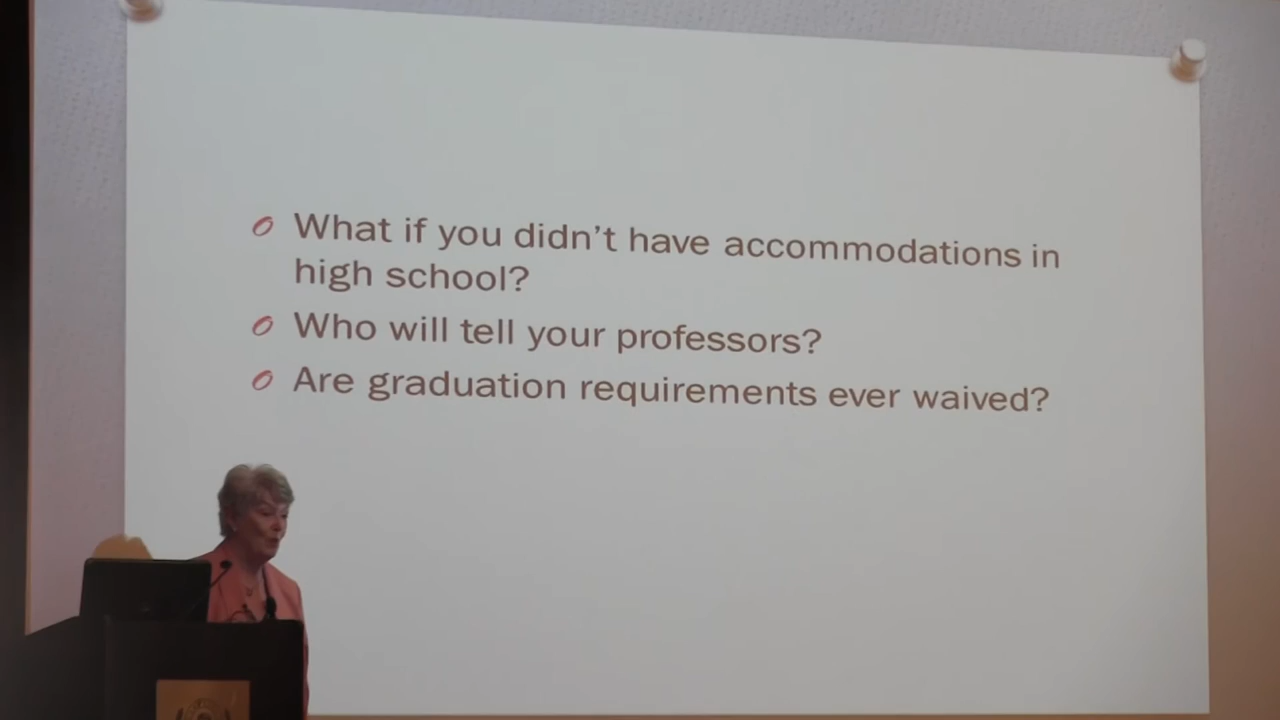 What if you didn't have accommodations in
high school?
Who will tell your professors?
Are graduation requirements ever waived?